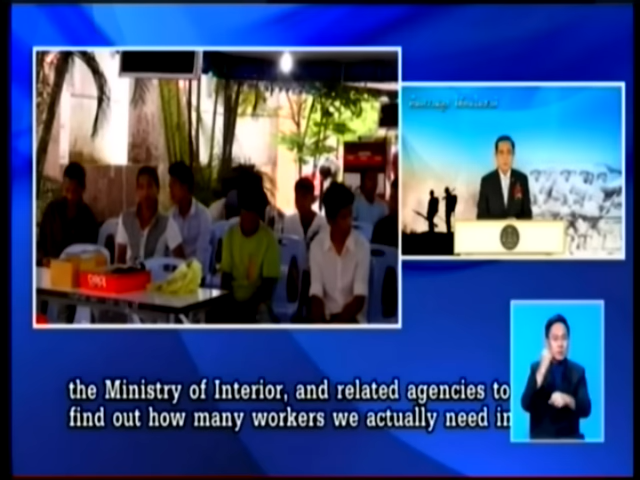 the Ministry of Interior, and related agencies to
find out how many workers we actually need in